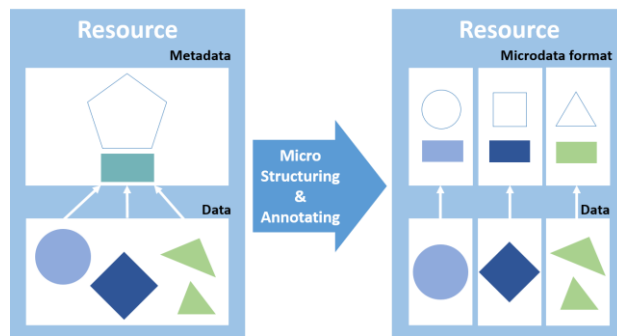 Resource
Metadata
Data
Micro
Structuring
&
Annotating
Resource
Microdata format
Data